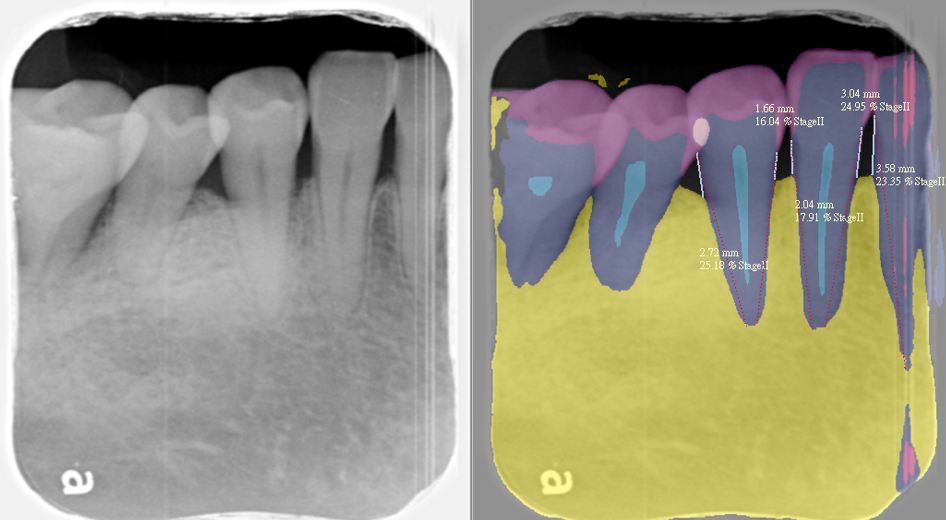 1.66 mm
16.04 %StageII
3.04 mm
24.95 %StageII
3.58 mm
23.35 %StageII
2.04 mm
17.91 %StageII
2.72 mm
25.18 %StageII
a
a